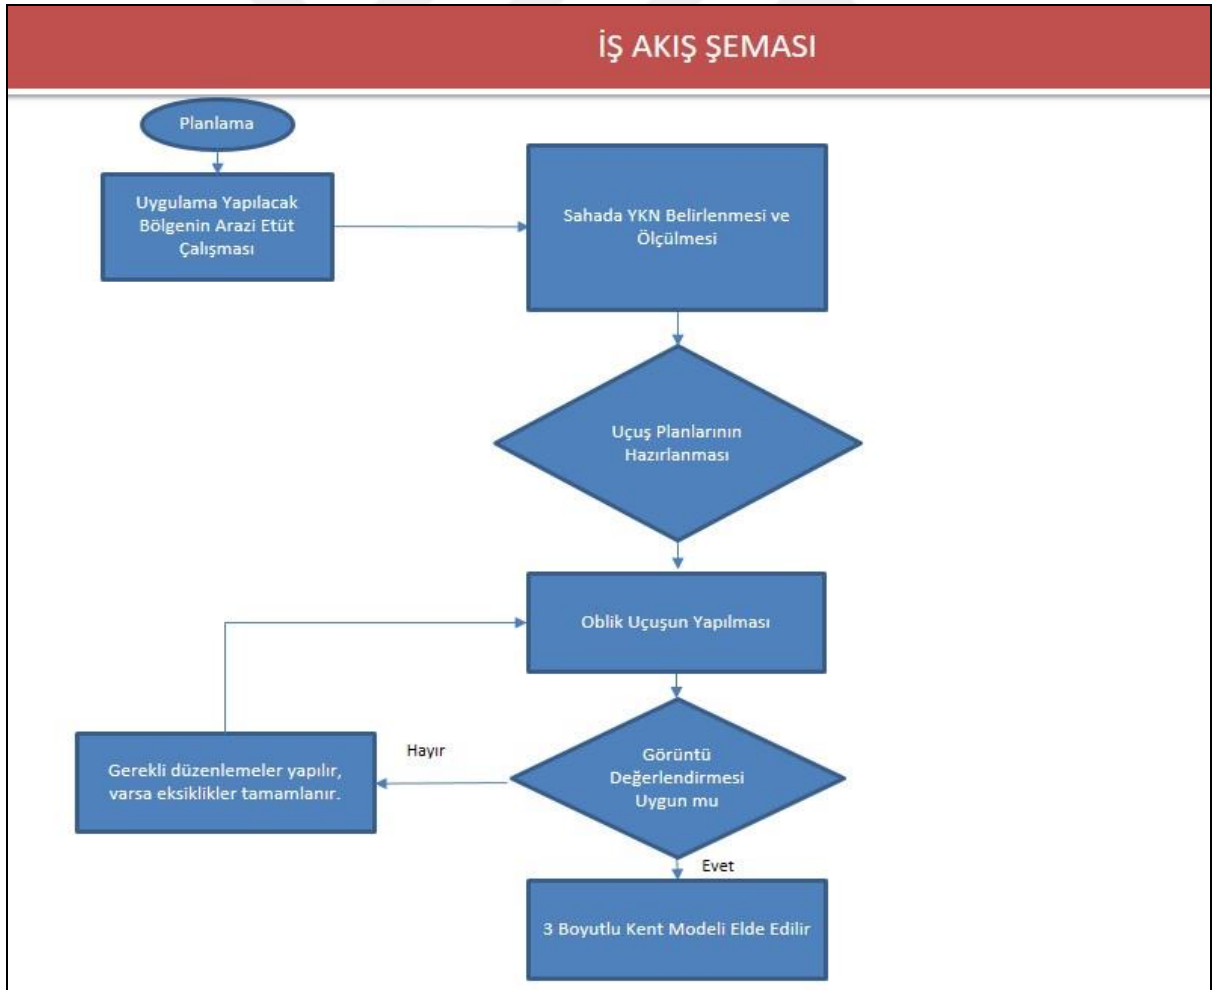 İŞ AKIŞ ŞEMASI
Planlama
Uygulama Yapılacak
Bölgenin Arazi Etüt
Çalışması
Sahada YKN Belirlenmesi ve
Ölçülmesi
Uçuş Planlarının
Hazırlanması
Oblik Uçuşun Yapılması
Görüntü
Değerlendirmesi
Uygun mu
Hayır
Gerekli düzenlemeler yapılır,
varsa eksiklikler tamamlanır.
Evet
3 Boyutlu Kent Modeli Elde Edilir